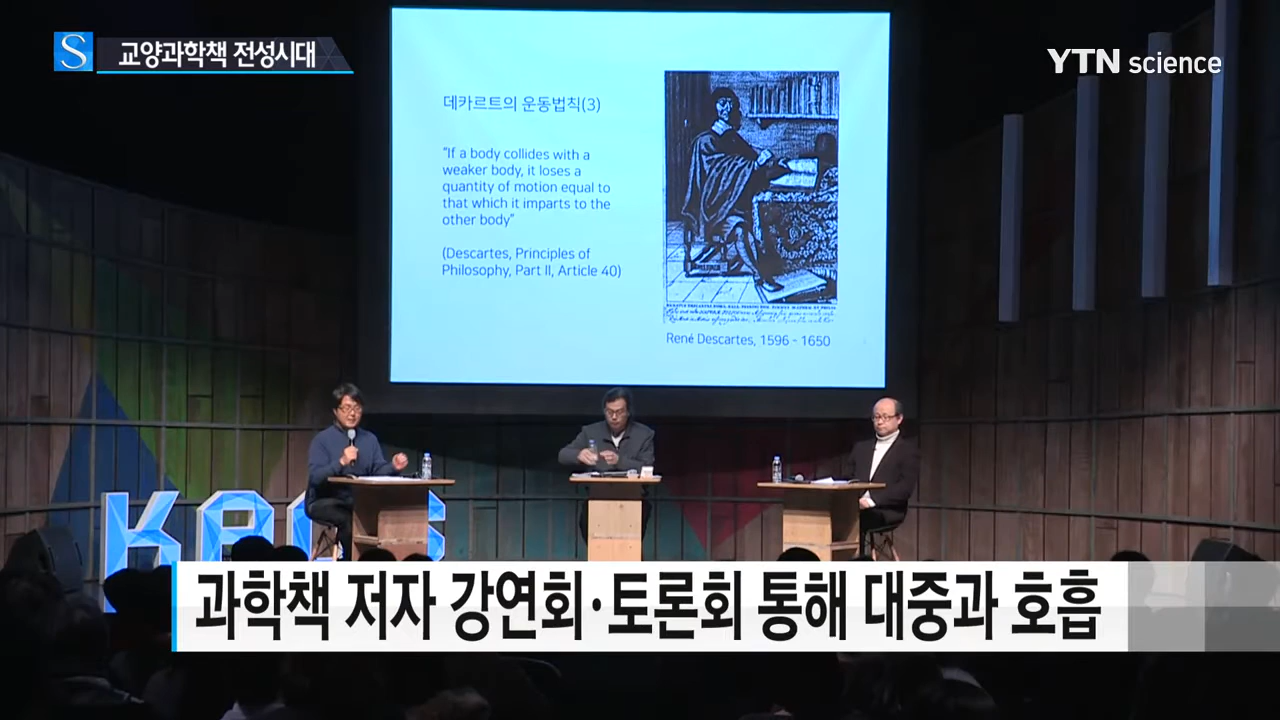 S 교양과학책 전성시대
YTN science
데카르트의 운동법칙(3)
"If a body collides with a
weaker body, it loses a
quantity of motion equal to
that which it imparts to the
other body"
(Descartes, Principles of
Philosophy, Part II, Article 40)
René Descartes, 1596 - 1650
과학책 저자 강연회·토론회 통해 대중과 호흡